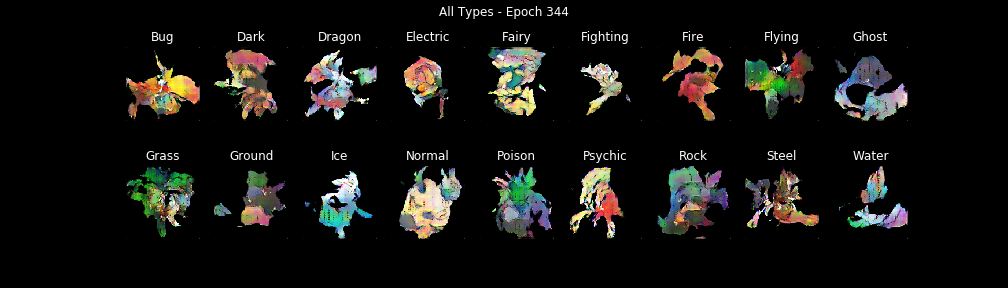 All Types - Epoch 344
Bug Dark Dragon Electric Fairy Fighting Fire Flying Ghost
Grass Ground Ice Normal Poison Psychic Rock Steel Water